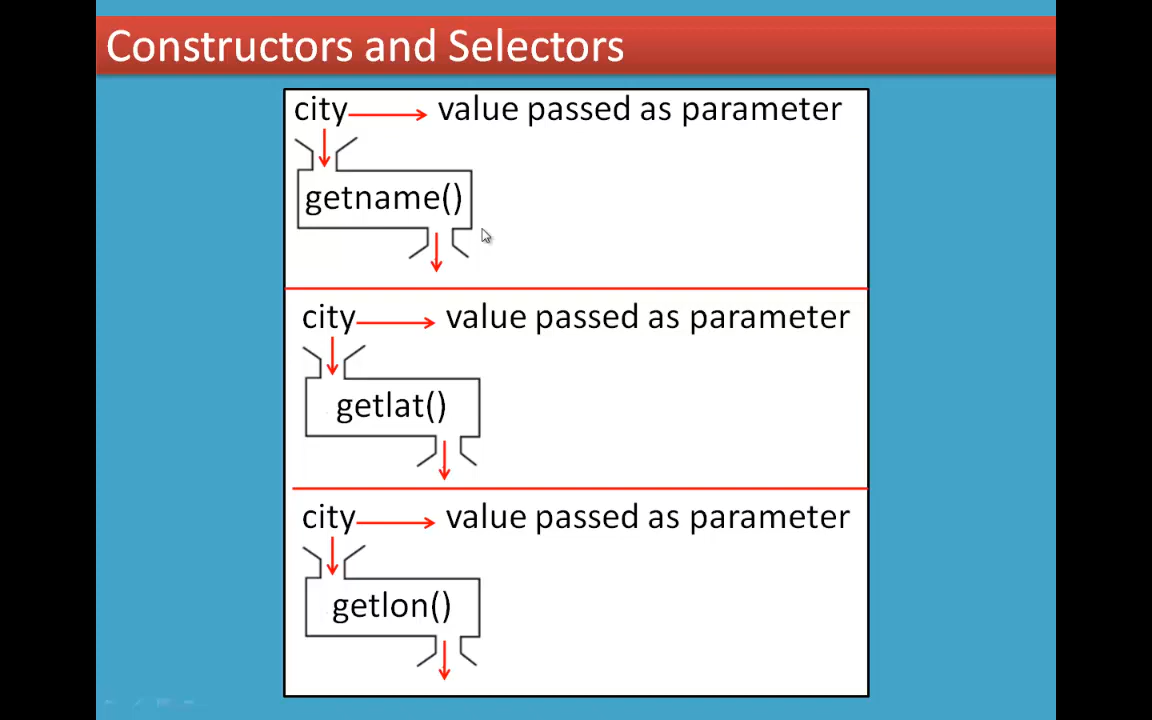 Constructors and Selectors
city value passed as parameter
getname()
city value passed as parameter
getlat()
city value passed as parameter
getlon()